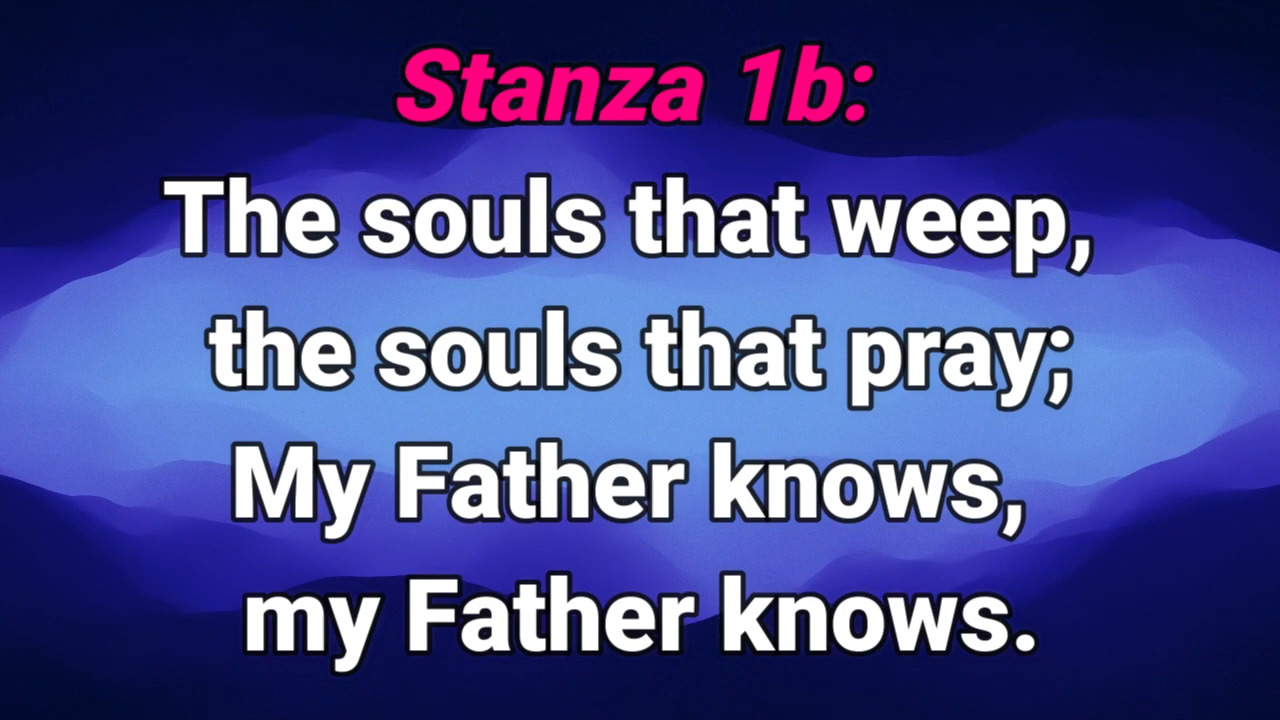 Stanza 1b:
The souls that weep,
the souls that pray;
My Father knows,
my Father knows.